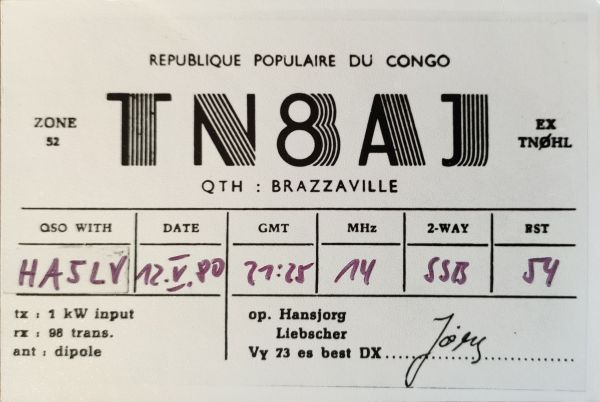 REPUBLIQUE POPULAIRE DU CONGO
ZONE
52
TN8AJ
EX
TNØHL
QTH : BRAZZAVILLE
QSO WITH DATE GMT MHz 2-WAY RST
HA5LV 12.V.80 21:25 14 SSB 54
tx : 1 kW input
rx : 98 trans.
ant : dipole
op. Hansjorg
Liebscher
Vy 73 es best DX
Jörg